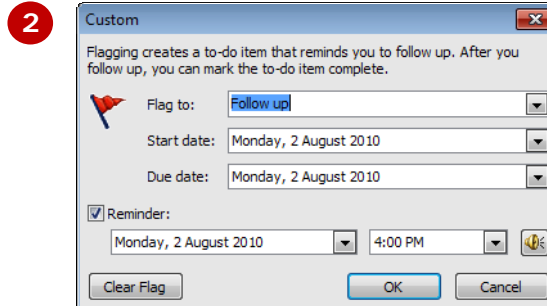 2
Custom
Flagging creates a to-do item that reminds you to follow up. After you
follow up, you can mark the to-do item complete.
Flag to: Follow up
Start date: Monday, 2 August 2010
Due date: Monday, 2 August 2010
Reminder:
Monday, 2 August 2010 4:00 PM
Clear Flag OK Cancel